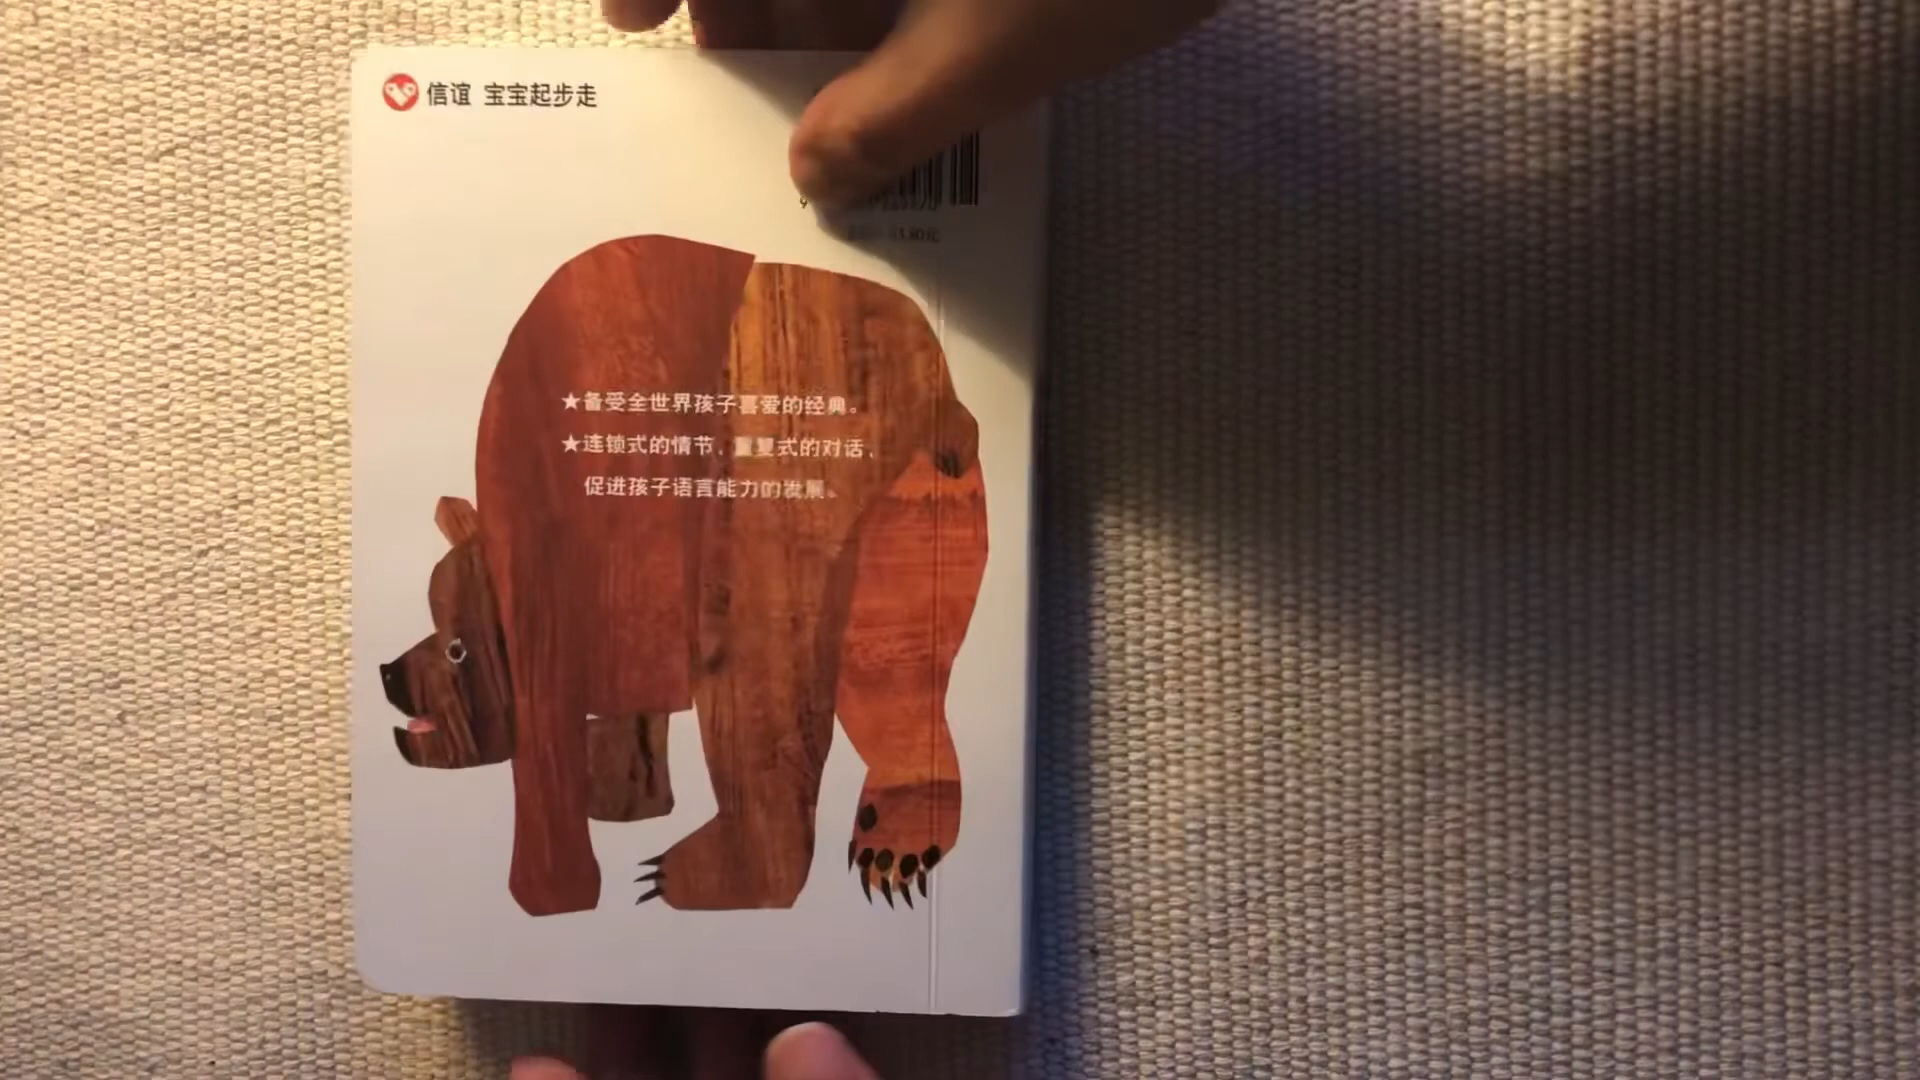 信谊 宝宝起步走
★备受全世界孩子喜爱的经典。
★连锁式的情节、重复式的对话，
促进孩子语言能力的发展。